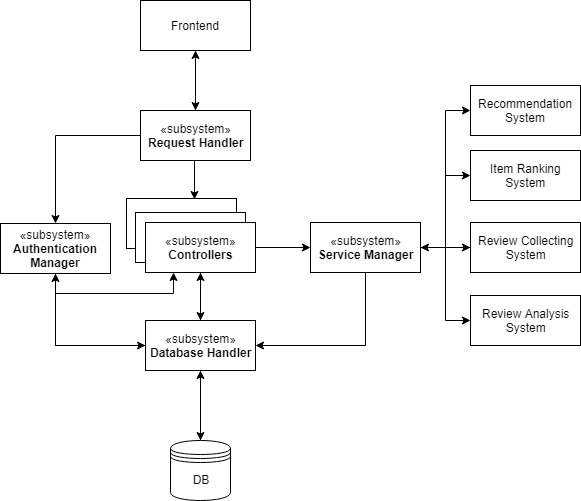 Frontend
«subsystem»
Request Handler
Recommendation
System
Item Ranking
System
«subsystem»
Authentication
Manager
«subsystem»
Controllers
«subsystem»
Service Manager
Review Collecting
System
Review Analysis
System
«subsystem»
Database Handler
DB